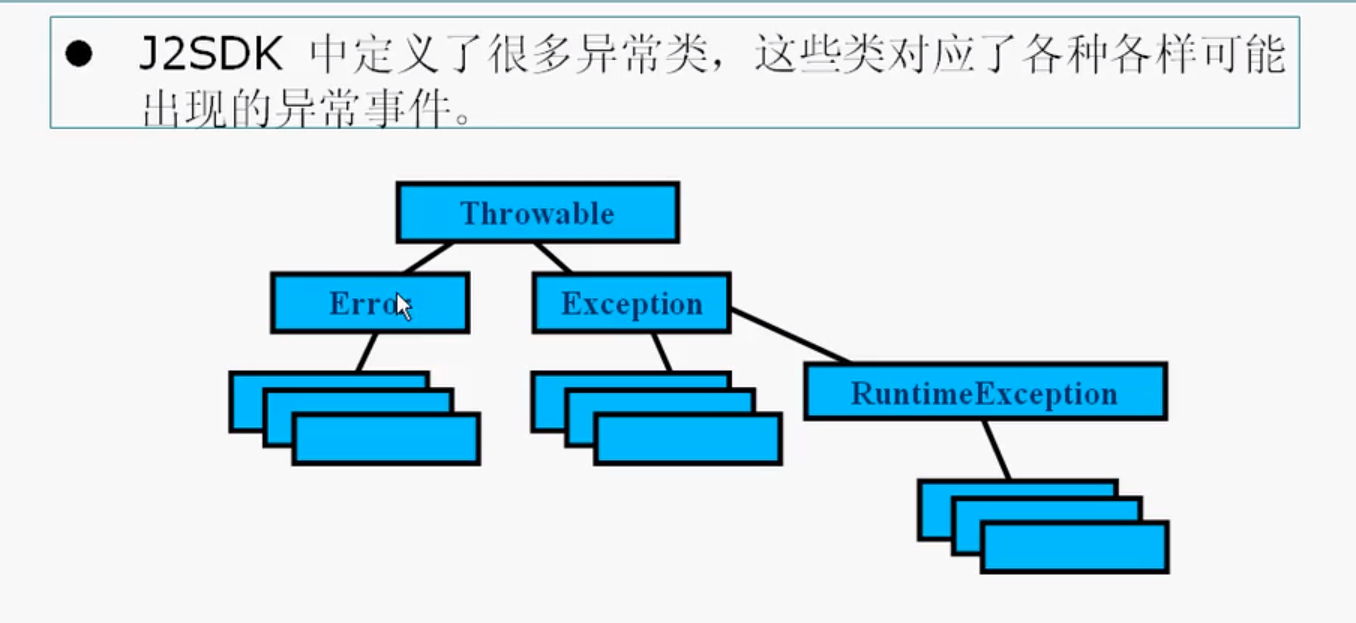 ● J2SDK 中定义了很多异常类，这些类对应了各种各样可能
出现的异常事件。
Throwable
Error
Exception
RuntimeException